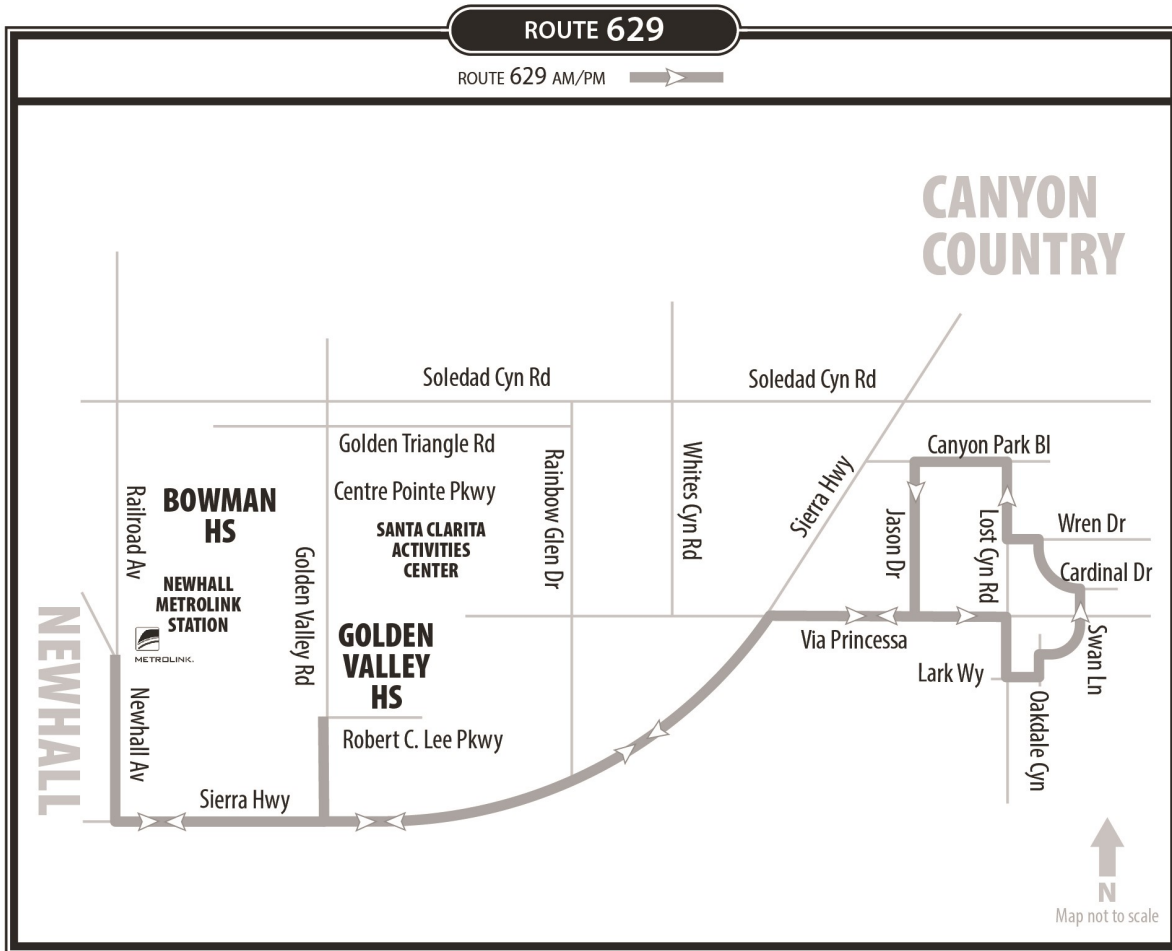 ROUTE 629
ROUTE 629 AM/PM
CANYON
COUNTRY
Soledad Cyn Rd
Soledad Cyn Rd
Golden Triangle Rd
Canyon Park Bl
Centre Pointe Pkwy
Railroad Av
BOWMAN
HS
SANTA CLARITA
ACTIVITIES
CENTER
Rainbow Glen Dr
Whites Cyn Rd
Sierra Hwy
Jason Dr
Lost Cyn Rd
Wren Dr
Cardinal Dr
NEWHALL
METROLINK
STATION
METROLINK.
Golden Valley Rd
GOLDEN
VALLEY
HS
Via Princessa
Lark Wy
Swan Ln
Oakdale Cyn
NEWHALL
Newhall Av
Robert C. Lee Pkwy
Sierra Hwy
N
Map not to scale